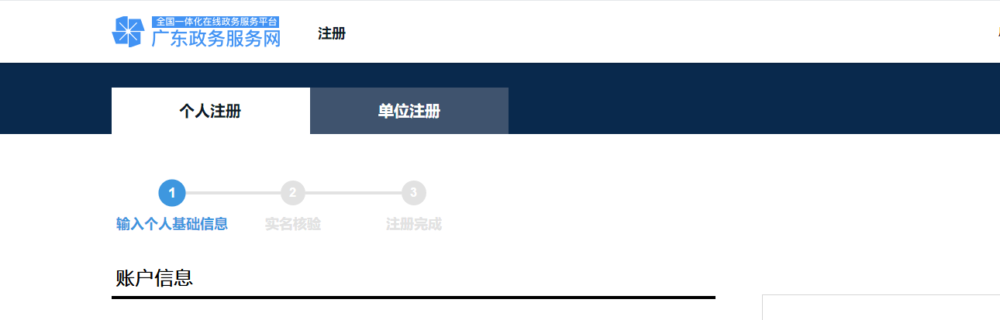 全国一体化在线政务服务平台
广东政务服务网
注册
个人注册
单位注册
1
2
3
输入个人基础信息
实名核验
注册完成
账户信息